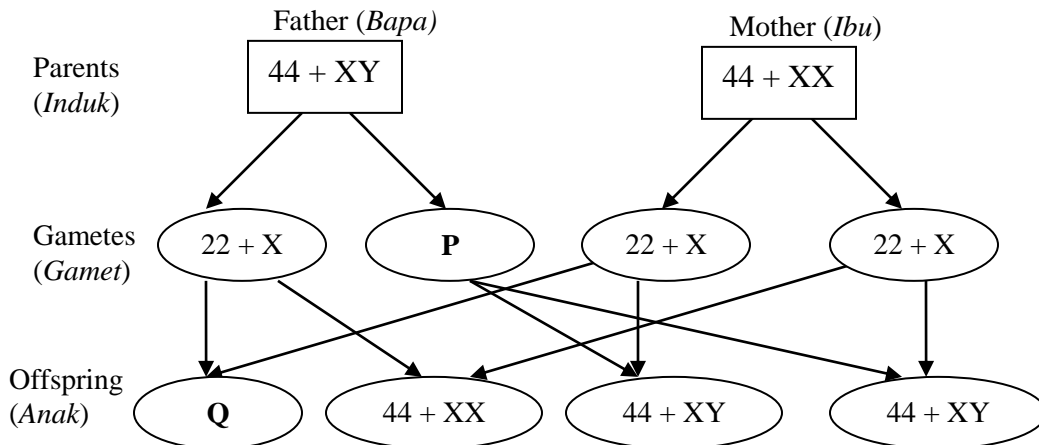 Father (Bapa)
Mother (Ibu)
Parents
(Induk)
44 + XY
44 + XX
Gametes
(Gamet)
22 + X
P
22 + X
22 + X
Offspring
(Anak)
Q
44 + XX
44 + XY
44 + XY